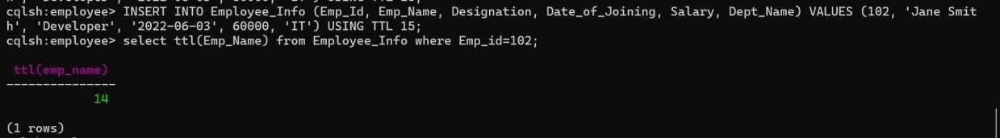 cqlsh:employee> INSERT INTO Employee_Info (Emp_Id, Emp_Name, Designation, Date_of_Joining, Salary, Dept_Name) VALUES (102, 'Jane Smit
h', 'Developer', '2022-06-03', 60000, 'IT') USING TTL 15;
cqlsh:employee> select ttl(Emp_Name) from Employee_Info where Emp_id=102;
ttl(emp_name)
---------------
14
(1 rows)